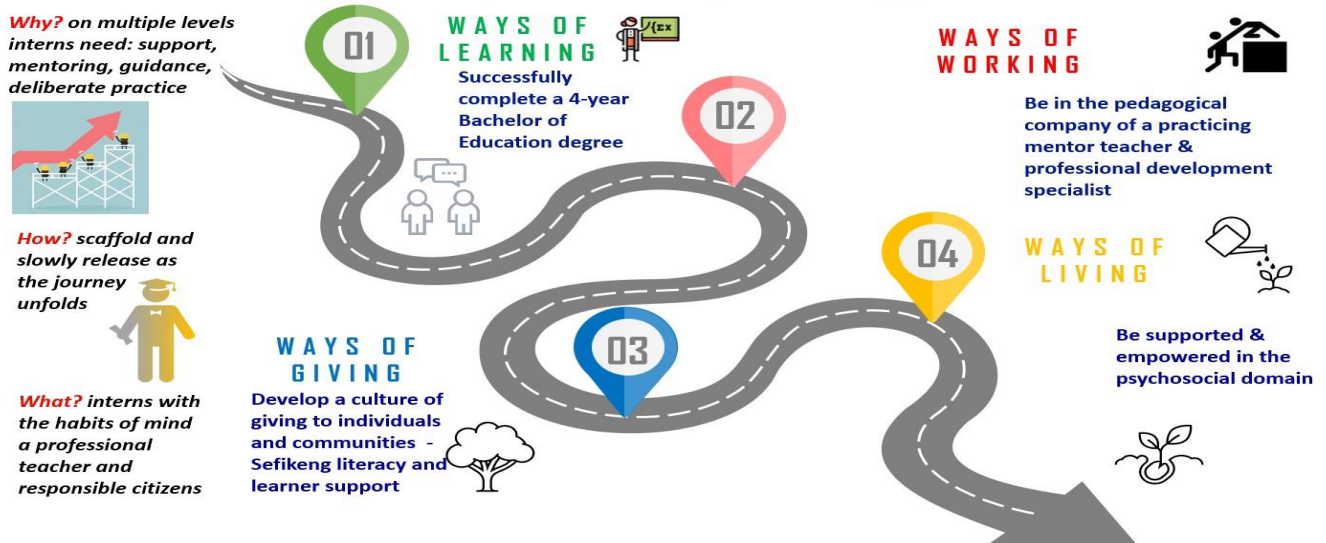 Why? on multiple levels
interns need: support,
mentoring, guidance,
deliberate practice
How? scaffold and
slowly release as
the journey
unfolds
What? interns with
the habits of mind
a professional
teacher and
responsible citizens
01
WAYS OF
LEARNING
Successfully
complete a 4-year
Bachelor of
Education degree
02
WAYS OF
WORKING
Be in the pedagogical
company of a practicing
mentor teacher &
professional development
specialist
03
WAYS OF
GIVING
Develop a culture of
giving to individuals
and communities -
Sefikeng literacy and
learner support
04
WAYS OF
LIVING
Be supported &
empowered in the
psychosocial domain